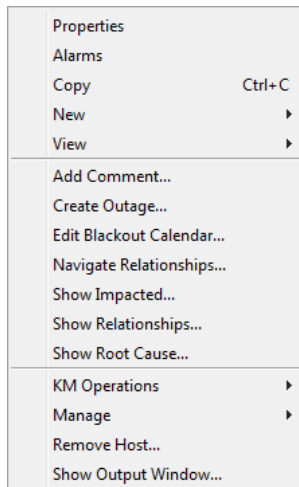 Properties
Alarms
Copy Ctrl+C
New
View
Add Comment...
Create Outage...
Edit Blackout Calendar...
Navigate Relationships...
Show Impacted...
Show Relationships...
Show Root Cause...
KM Operations
Manage
Remove Host...
Show Output Window...